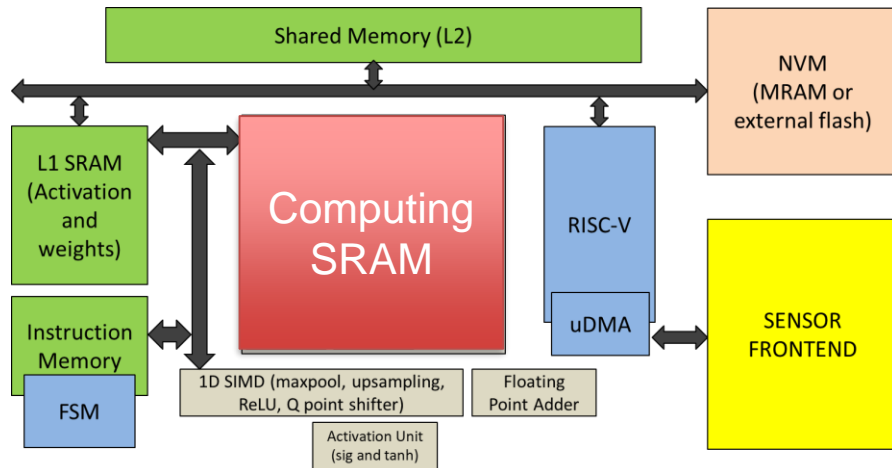 Shared Memory (L2)
NVM
(MRAM or
external flash)
L1 SRAM
(Activation
and
weights)
Computing
SRAM
RISC-V
uDMA
SENSOR
FRONTEND
Instruction
Memory
FSM
1D SIMD (maxpool, upsampling,
ReLU, Q point shifter)
Floating
Point Adder
Activation Unit
(sig and tanh)